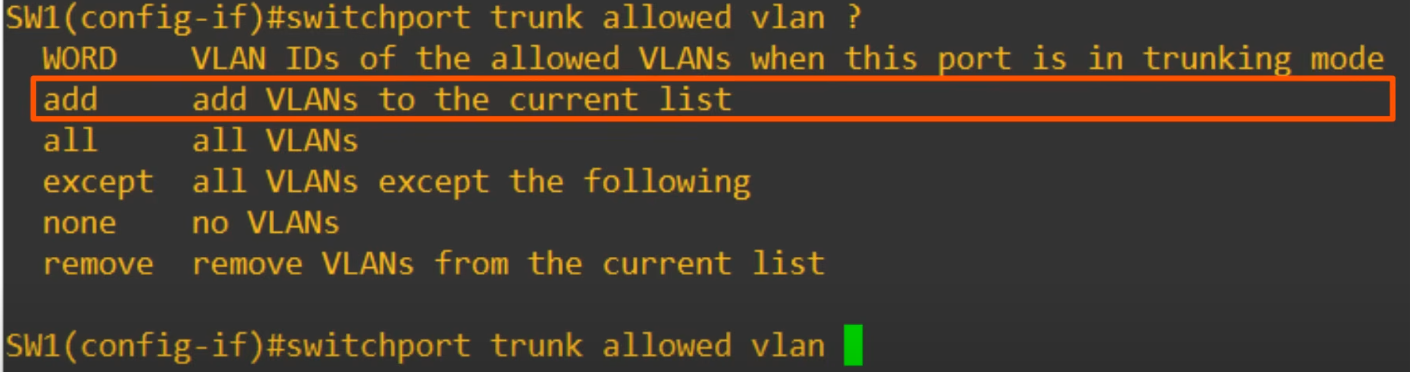 SW1(config-if)#switchport trunk allowed vlan ?
WORD VLAN IDs of the allowed VLANs when this port is in trunking mode
add add VLANs to the current list
all all VLANs
except all VLANs except the following
none no VLANs
remove remove VLANs from the current list
SW1(config-if)#switchport trunk allowed vlan